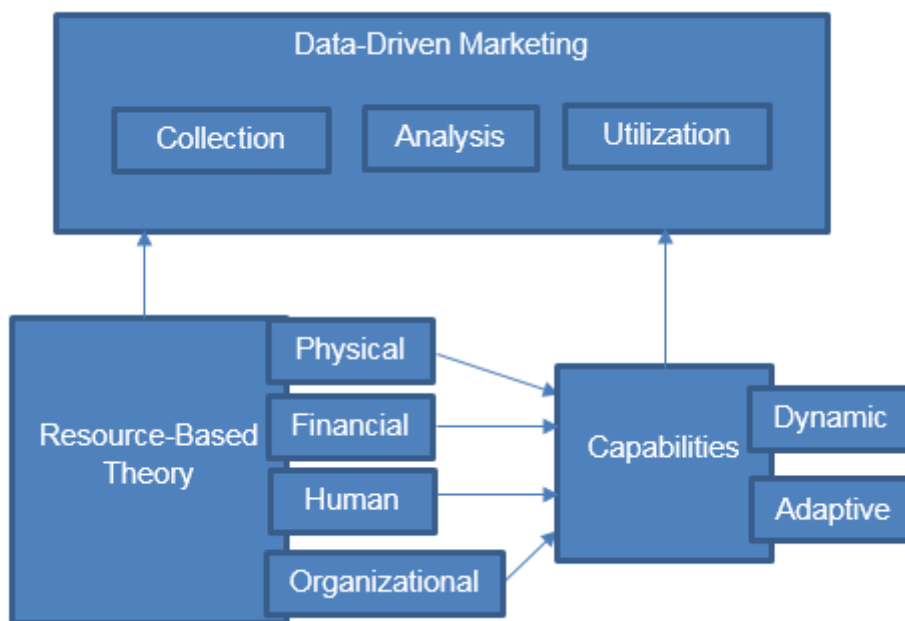 Data-Driven Marketing
Collection
Analysis
Utilization
Physical
Financial
Human
Organizational
Resource-Based
Theory
Capabilities
Dynamic
Adaptive